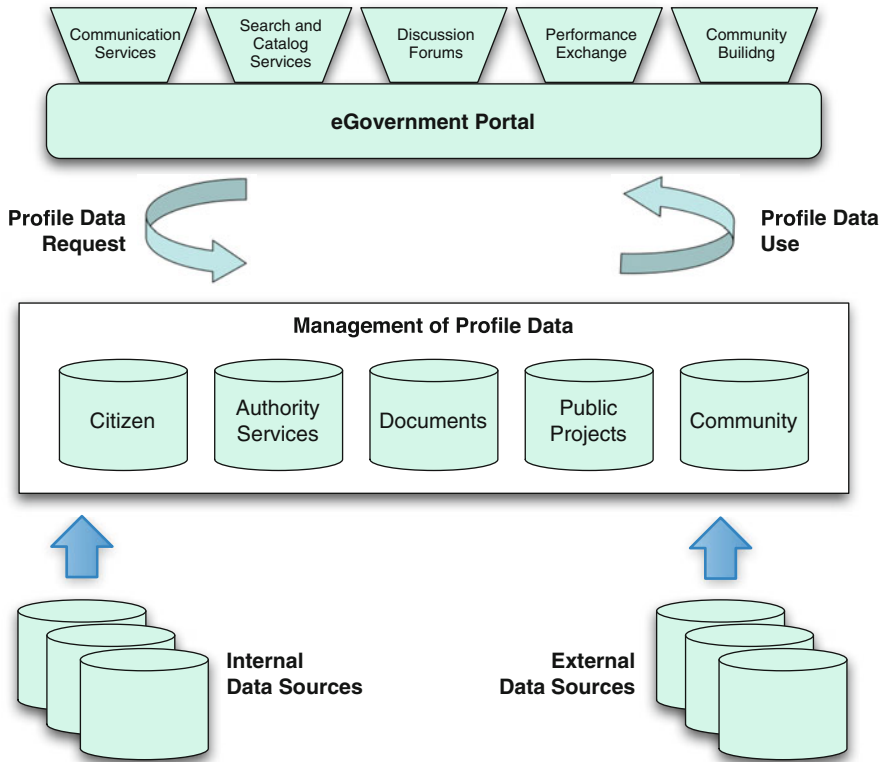 Communication
Services
Search and
Catalog
Services
Discussion
Forums
Performance
Exchange
Community
Builidng
eGovernment Portal
Profile Data
Request
Profile Data
Use
Management of Profile Data
Citizen
Authority
Services
Documents
Public
Projects
Community
Internal
Data Sources
External
Data Sources